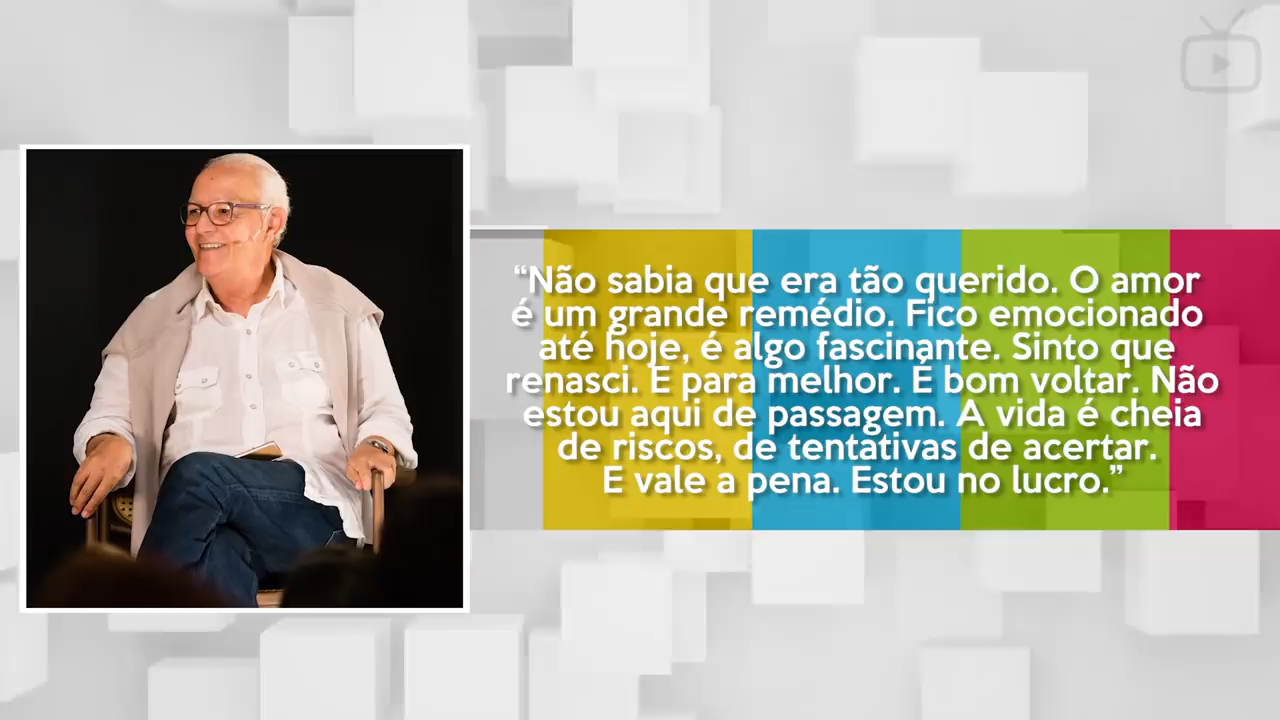 “Não sabia que era tão querido. O amor
é um grande remédio. Fico emocionado
até hoje, é algo fascinante. Sinto que
renasci. E para melhor. É bom voltar. Não
estou aqui de passagem. A vida é cheia
de riscos, de tentativas de acertar.
E vale a pena. Estou no lucro.”